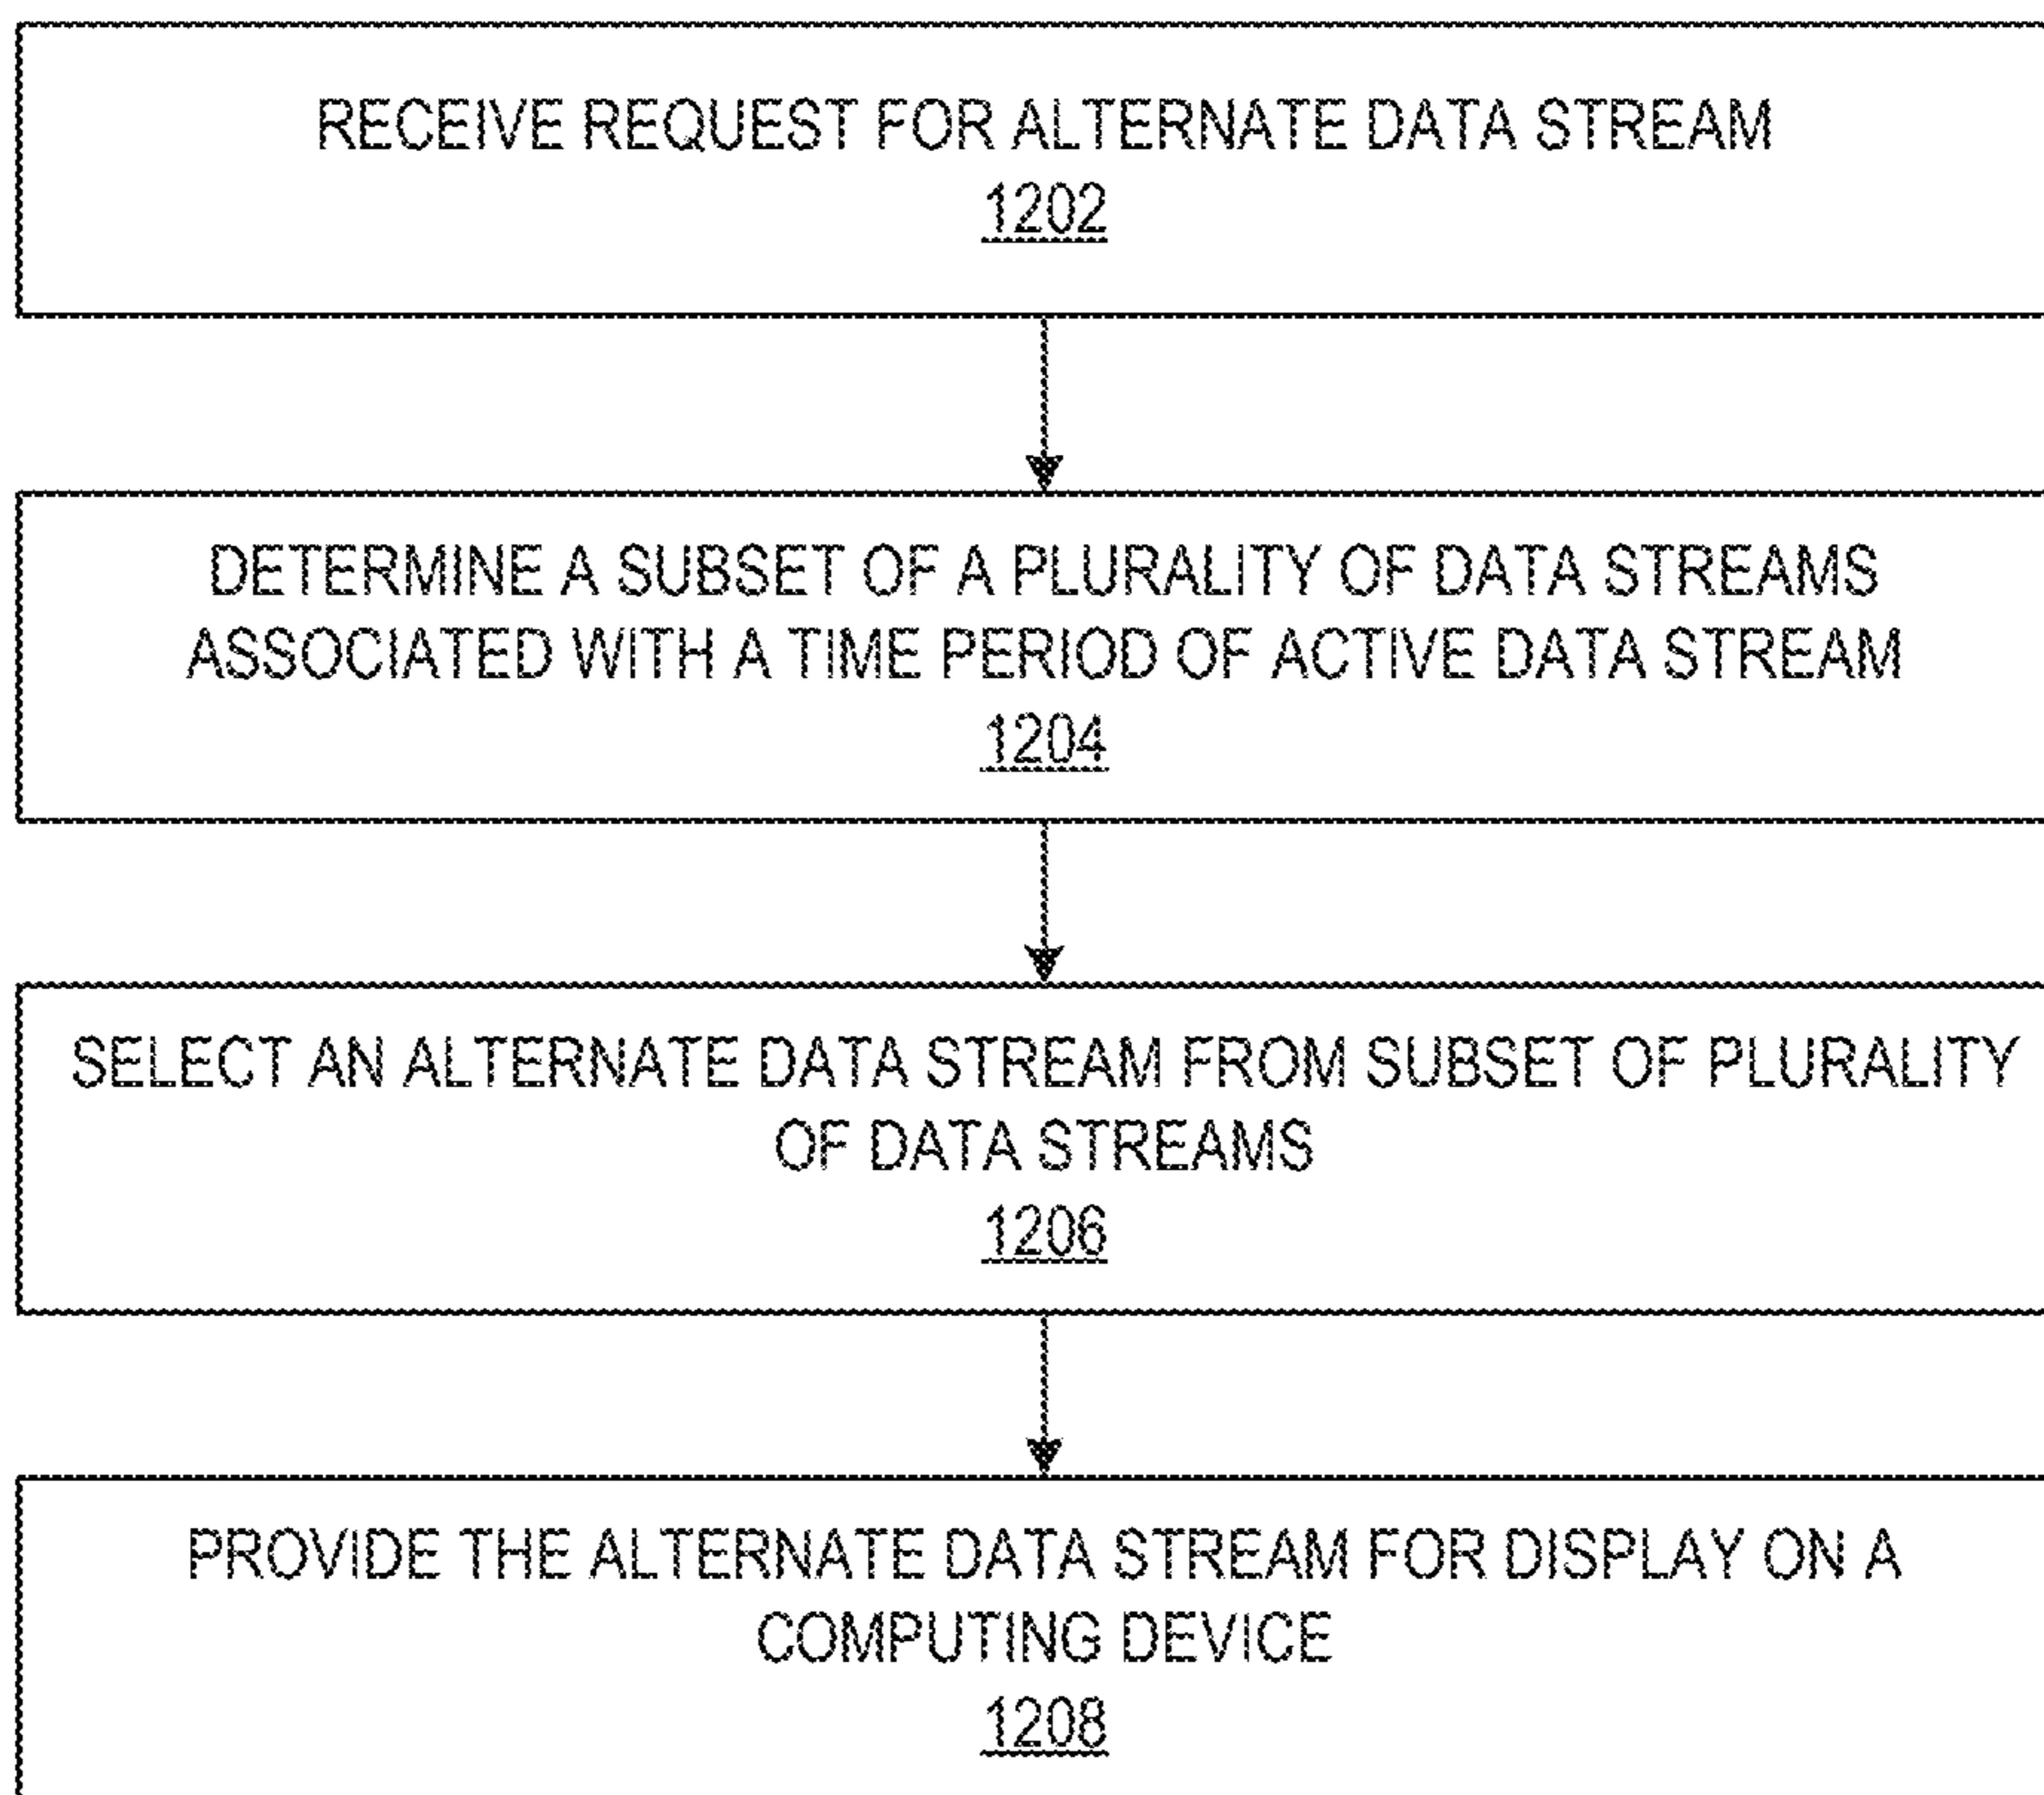 RECEIVE REQUEST FOR ALTERNATE DATA STREAM
1202
DETERMINE A SUBSET OF A PLURALITY OF DATA STREAMS
ASSOCIATED WITH A TIME PERIOD OF ACTIVE DATA STREAM
1204
SELECT AN ALTERNATE DATA STREAM FROM SUBSET OF PLURALITY
OF DATA STREAMS
1206
PROVIDE THE ALTERNATE DATA STREAM FOR DISPLAY ON A
COMPUTING DEVICE
1208